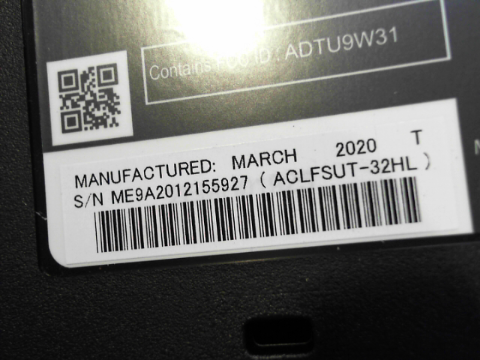 Contains FCC ID : ADTU9W31
MANUFACTURED: MARCH 2020 T
S/N ME9A2012155927 ( ACLFSUT-32HL )